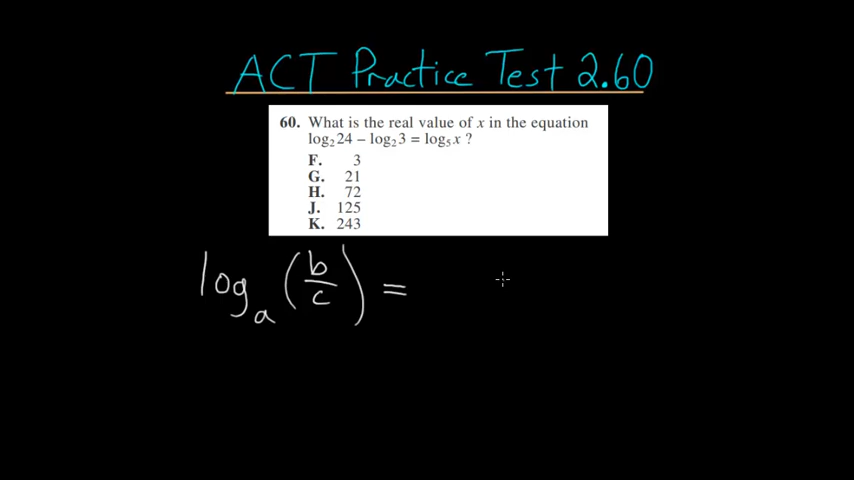 ACT Practice Test 2.60
60. What is the real value of x in the equation
log₂24 – log₂3 = log₅x ?
F. 3
G. 21
H. 72
J. 125
K. 243
logₐ(b/c) =